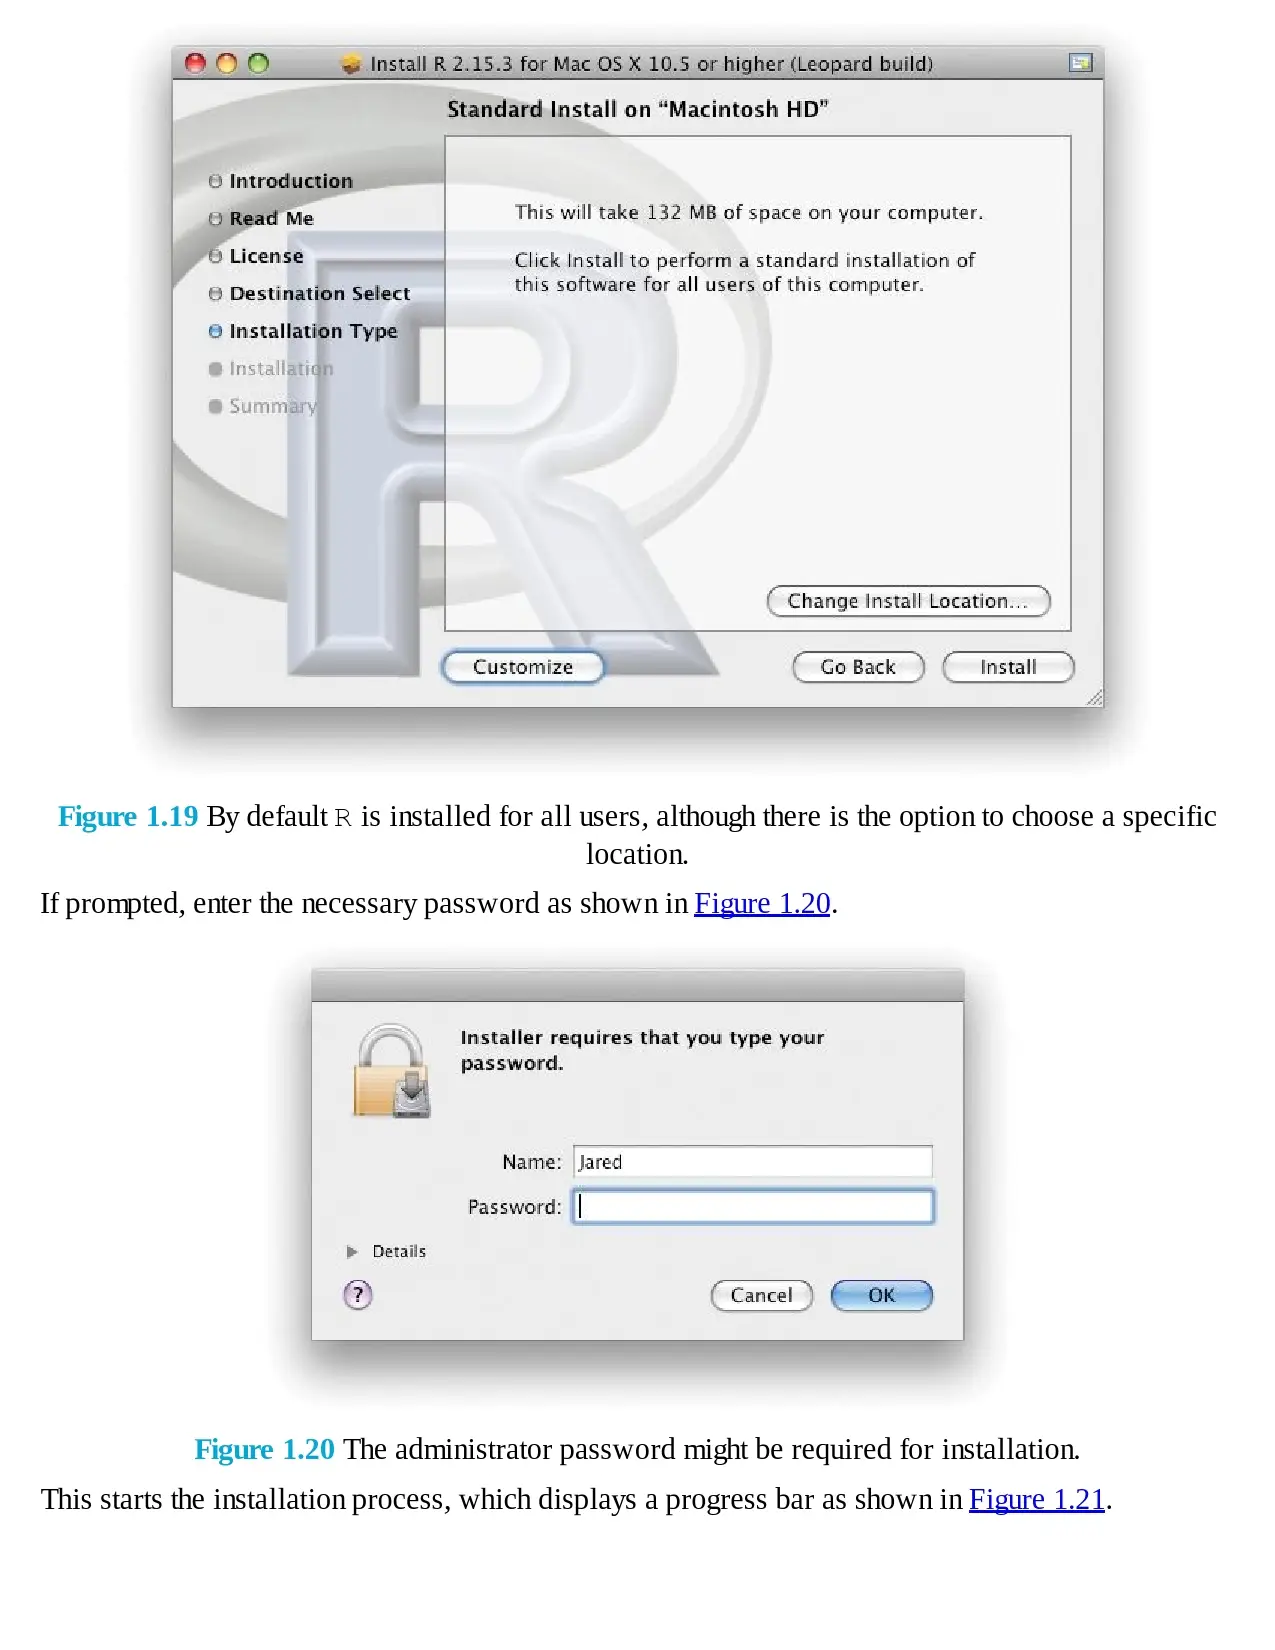 Install R 2.15.3 for Mac OS X 10.5 or higher (Leopard build)
Standard Install on “Macintosh HD”
Introduction
Read Me
License
Destination Select
Installation Type
Installation
Summary
This will take 132 MB of space on your computer.
Click Install to perform a standard installation of
this software for all users of this computer.
Change Install Location...
Customize
Go Back
Install
Figure 1.19 By default R is installed for all users, although there is the option to choose a specific
location.
If prompted, enter the necessary password as shown in Figure 1.20.
Installer requires that you type your
password.
Name: Jared
Password:
Details
?
Cancel
OK
Figure 1.20 The administrator password might be required for installation.
This starts the installation process, which displays a progress bar as shown in Figure 1.21.